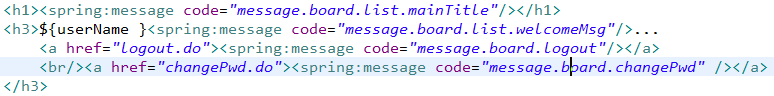 <h1><spring:message code="message.board.list.mainTitle"/></h1>
<h3>${userName }<spring:message code="message.board.list.welcomeMsg"/>...
<a href="logout.do"><spring:message code="message.board.logout"/></a>
<br/><a href="changePwd.do"><spring:message code="message.board.changePwd" /></a>
</h3>